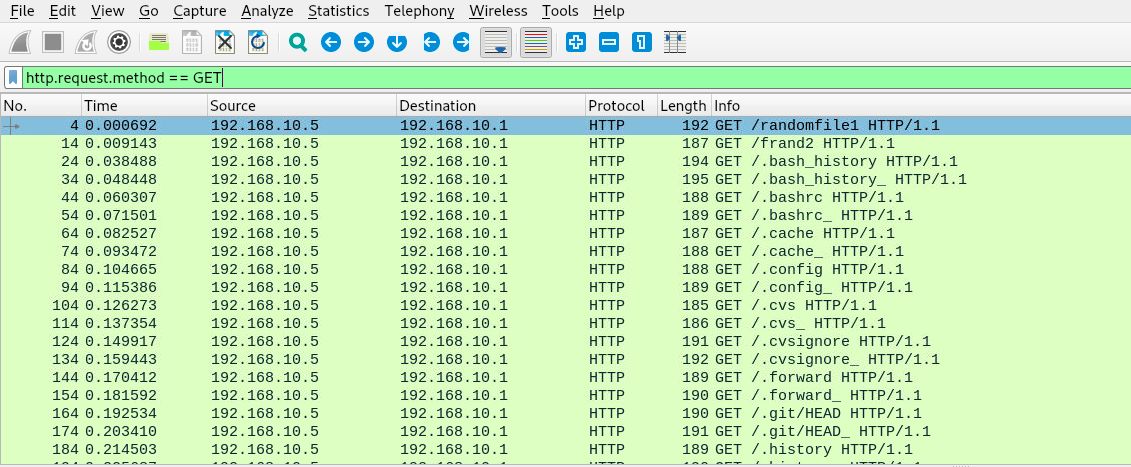 File Edit View Go Capture Analyze Statistics Telephony Wireless Tools Help
http.request.method == GET
No. Time Source Destination Protocol Length Info
4 0.000692 192.168.10.5 192.168.10.1 HTTP 192 GET /randomfile1 HTTP/1.1
14 0.009143 192.168.10.5 192.168.10.1 HTTP 187 GET /frand2 HTTP/1.1
24 0.038488 192.168.10.5 192.168.10.1 HTTP 194 GET /.bash_history HTTP/1.1
34 0.048448 192.168.10.5 192.168.10.1 HTTP 195 GET /.bash_history_ HTTP/1.1
44 0.060307 192.168.10.5 192.168.10.1 HTTP 188 GET /.bashrc HTTP/1.1
54 0.071501 192.168.10.5 192.168.10.1 HTTP 189 GET /.bashrc_ HTTP/1.1
64 0.082527 192.168.10.5 192.168.10.1 HTTP 187 GET /.cache HTTP/1.1
74 0.093472 192.168.10.5 192.168.10.1 HTTP 188 GET /.cache_ HTTP/1.1
84 0.104665 192.168.10.5 192.168.10.1 HTTP 188 GET /.config HTTP/1.1
94 0.115386 192.168.10.5 192.168.10.1 HTTP 189 GET /.config_ HTTP/1.1
104 0.126273 192.168.10.5 192.168.10.1 HTTP 185 GET /.cvs HTTP/1.1
114 0.137354 192.168.10.5 192.168.10.1 HTTP 186 GET /.cvs_ HTTP/1.1
124 0.149917 192.168.10.5 192.168.10.1 HTTP 191 GET /.cvsignore HTTP/1.1
134 0.159443 192.168.10.5 192.168.10.1 HTTP 192 GET /.cvsignore_ HTTP/1.1
144 0.170412 192.168.10.5 192.168.10.1 HTTP 189 GET /.forward HTTP/1.1
154 0.181592 192.168.10.5 192.168.10.1 HTTP 190 GET /.forward_ HTTP/1.1
164 0.192534 192.168.10.5 192.168.10.1 HTTP 190 GET /.git/HEAD HTTP/1.1
174 0.203410 192.168.10.5 192.168.10.1 HTTP 191 GET /.git/HEAD_ HTTP/1.1
184 0.214503 192.168.10.5 192.168.10.1 HTTP 189 GET /.history HTTP/1.1